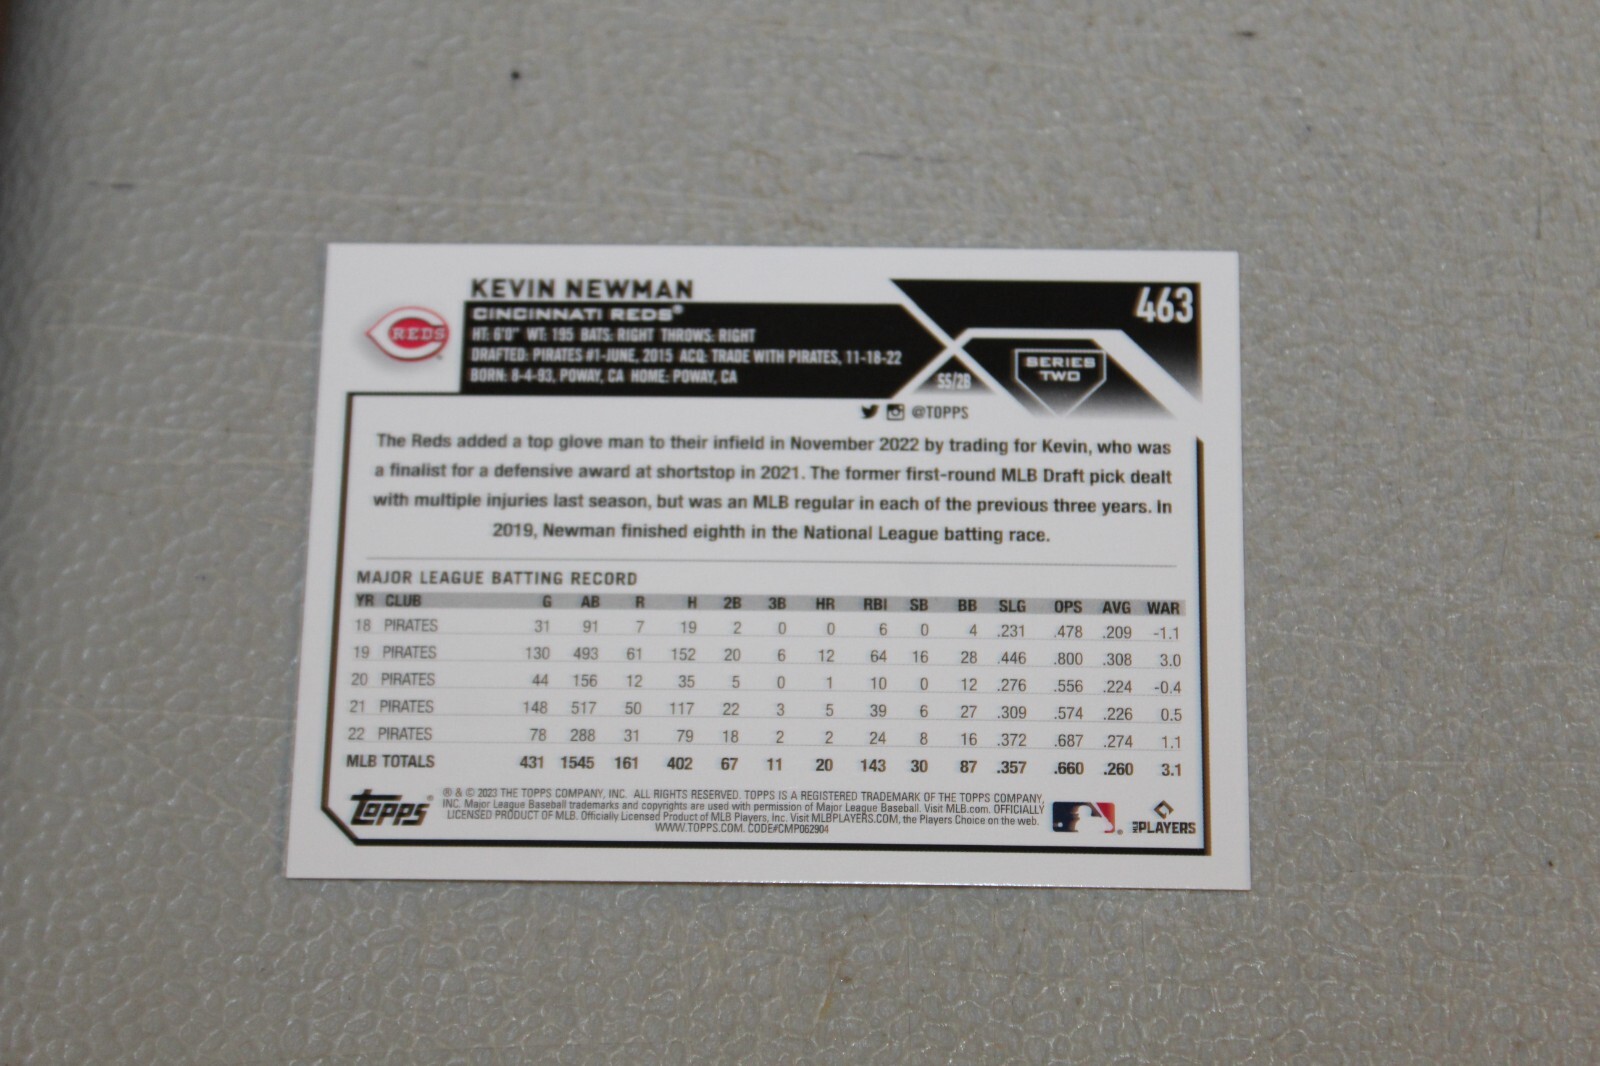 KEVIN NEWMAN
463
REDS
CINCINNATI REDS®
HT: 6'0" WT: 195 BATS: RIGHT THROWS: RIGHT
DRAFTED: PIRATES #1-JUNE, 2015 ACQ: TRADE WITH PIRATES, 11-18-22
BORN: 8-4-93, POWAY, CA HOME: POWAY, CA
SS/2B
SERIES
TWO
@TOPPS
The Reds added a top glove man to their infield in November 2022 by trading for Kevin, who was
a finalist for a defensive award at shortstop in 2021. The former first-round MLB Draft pick dealt
with multiple injuries last season, but was an MLB regular in each of the previous three years. In
2019, Newman finished eighth in the National League batting race.
MAJOR LEAGUE BATTING RECORD
YR CLUB G AB R H 2B 3B HR RBI SB BB SLG OPS AVG WAR
18 PIRATES 31 91 7 19 2 0 0 6 0 4 .231 .478 .209 -1.1
19 PIRATES 130 493 61 152 20 6 12 64 16 28 .446 .800 .308 3.0
20 PIRATES 44 156 12 35 5 0 1 10 0 12 .276 .556 .224 -0.4
21 PIRATES 148 517 50 117 22 3 5 39 6 27 .309 .574 .226 0.5
22 PIRATES 78 288 31 79 18 2 2 24 8 16 .372 .687 .274 1.1
MLB TOTALS 431 1545 161 402 67 11 20 143 30 87 .357 .660 .260 3.1
topps®
® & © 2023 THE TOPPS COMPANY, INC. ALL RIGHTS RESERVED. TOPPS IS A REGISTERED TRADEMARK OF THE TOPPS COMPANY,
INC. Major League Baseball trademarks and copyrights are used with permission of Major League Baseball. Visit MLB.com. OFFICIALLY
LICENSED PRODUCT OF MLB. Officially Licensed Product of MLB Players, Inc. Visit MLBPLAYERS.COM, the Players Choice on the web.
WWW.TOPPS.COM. CODE#CMP062904
MLB PLAYERS